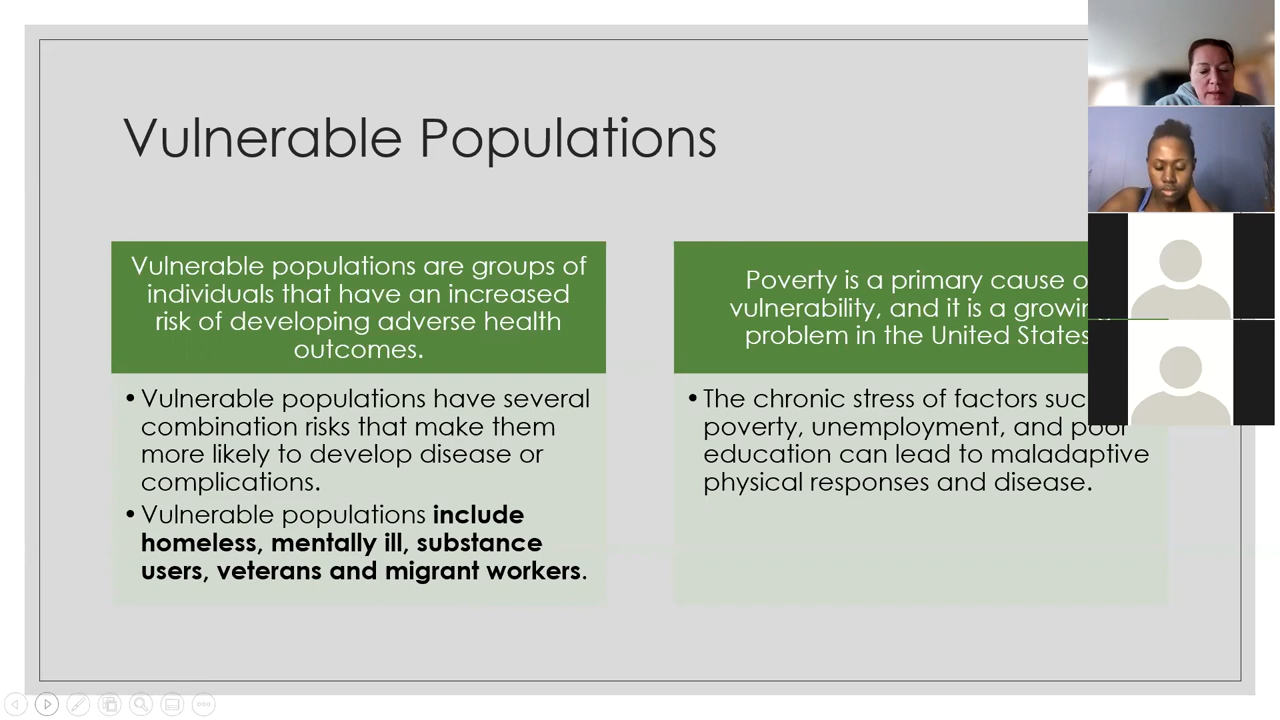 Vulnerable Populations
Vulnerable populations are groups of
individuals that have an increased
risk of developing adverse health
outcomes.
• Vulnerable populations have several
combination risks that make them
more likely to develop disease or
complications.
• Vulnerable populations include
homeless, mentally ill, substance
users, veterans and migrant workers.
Poverty is a primary cause
vulnerability, and it is a
problem in the United States
• The chronic stress of factors
poverty, unemployment, and poor
education can lead to maladaptive
physical responses and disease.